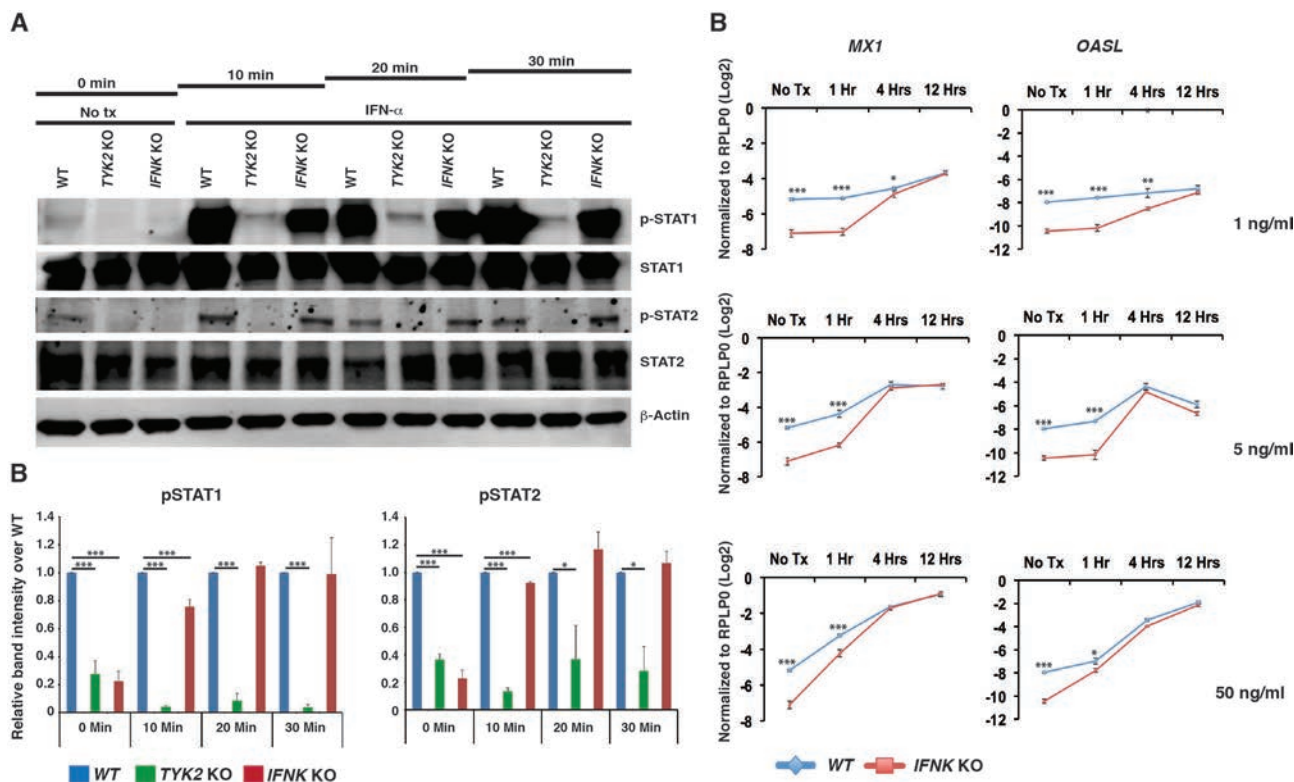 A
0 min
10 min
20 min
30 min
No tx
IFN-α
WT
TYK2 KO
IFNK KO
WT
TYK2 KO
IFNK KO
WT
TYK2 KO
IFNK KO
WT
TYK2 KO
IFNK KO
p-STAT1
STAT1
p-STAT2
STAT2
β-Actin
B
pSTAT1
Relative band intensity over WT
1.4
1.2
1.0
0.8
0.6
0.4
0.2
0
*** *** *** *** *** ***
0 Min 10 Min 20 Min 30 Min
pSTAT2
1.4
1.2
1.0
0.8
0.6
0.4
0.2
0
*** *** *** *** * *
0 Min 10 Min 20 Min 30 Min
WT TYK2 KO IFNK KO
B
MX1 OASL
Normalized to RPLP0 (Log2)
No Tx 1 Hr 4 Hrs 12 Hrs
0
-2
-4
-6
-8
*** *** *
No Tx 1 Hr 4 Hrs 12 Hrs
0
-2
-4
-6
-8
-10
-12
*** *** **
1 ng/ml
Normalized to RPLP0 (Log2)
No Tx 1 Hr 4 Hrs 12 Hrs
0
-2
-4
-6
-8
*** ***
No Tx 1 Hr 4 Hrs 12 Hrs
0
-2
-4
-6
-8
-10
-12
*** ***
5 ng/ml
Normalized to RPLP0 (Log2)
No Tx 1 Hr 4 Hrs 12 Hrs
0
-2
-4
-6
-8
*** ***
No Tx 1 Hr 4 Hrs 12 Hrs
0
-2
-4
-6
-8
-10
-12
*** *
50 ng/ml
WT IFNK KO